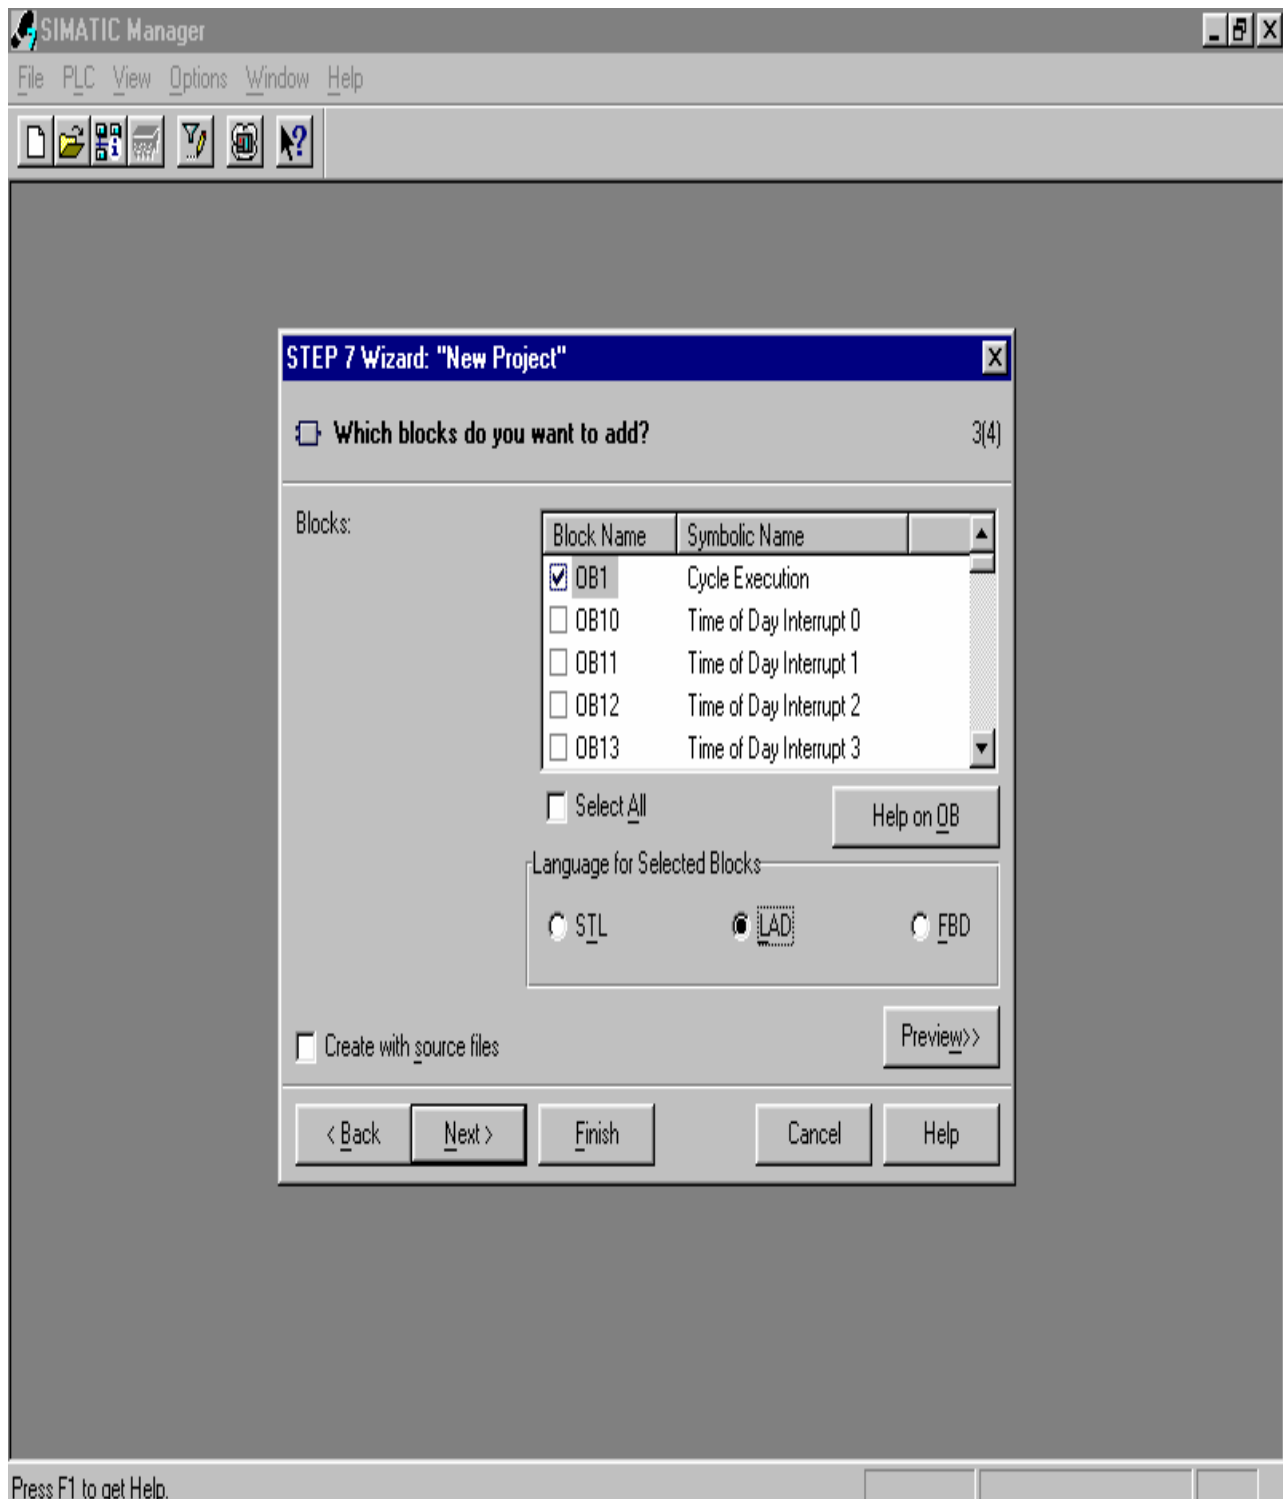 SIMATIC Manager
File PLC View Options Window Help
STEP 7 Wizard: "New Project"
Which blocks do you want to add? 3(4)
Blocks:
Block Name Symbolic Name
OB1 Cycle Execution
OB10 Time of Day Interrupt 0
OB11 Time of Day Interrupt 1
OB12 Time of Day Interrupt 2
OB13 Time of Day Interrupt 3
Select All
Help on OB
Language for Selected Blocks
STL LAD FBD
Create with source files
Preview>>
< Back Next > Finish Cancel Help
Press F1 to get Help.